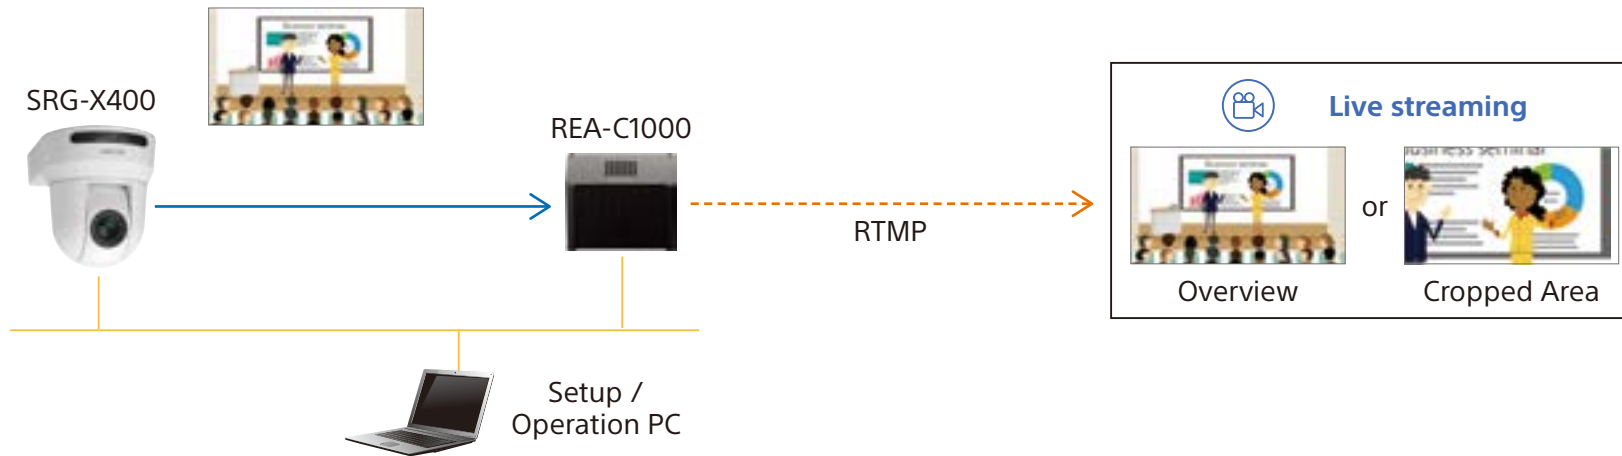 SRG-X400
REA-C1000
RTMP
Live streaming
or
Overview
Cropped Area
Setup /
Operation PC